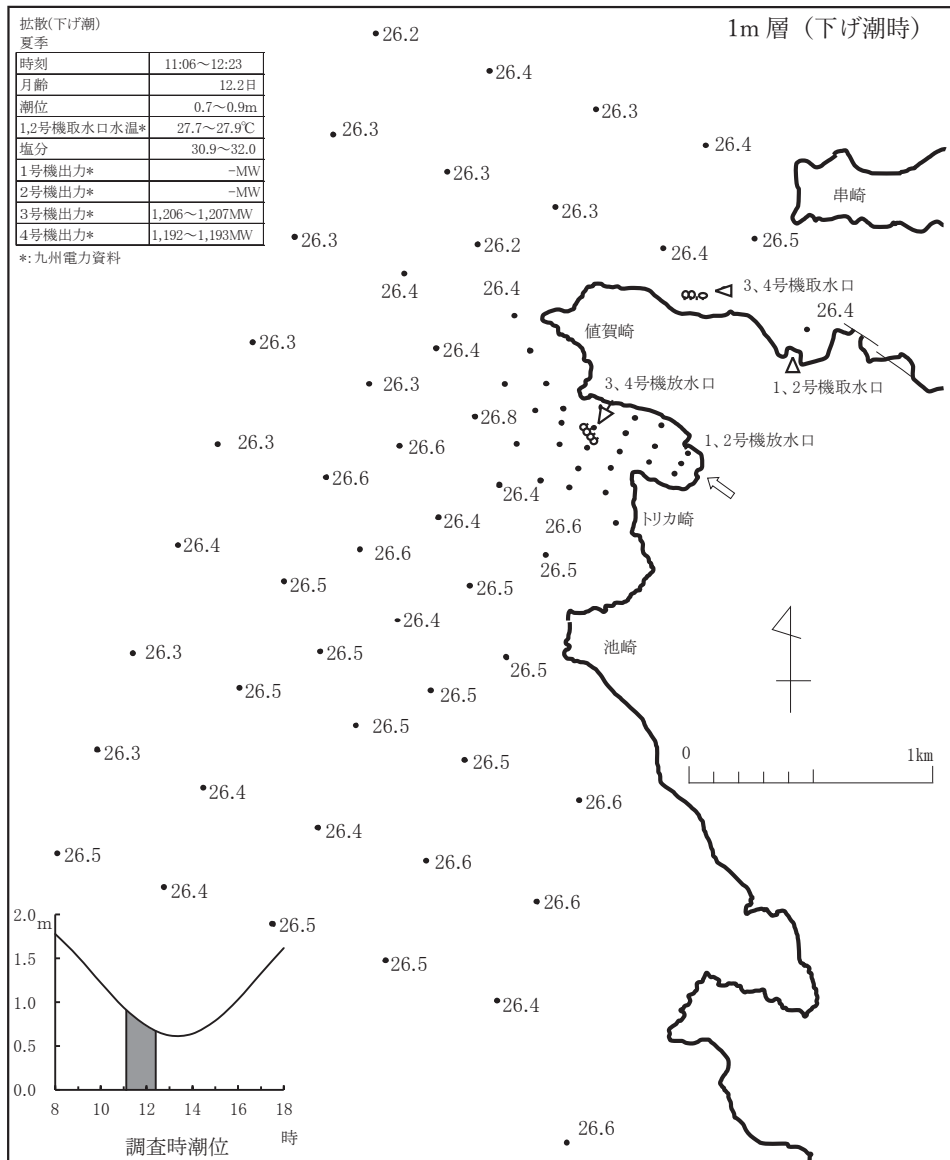 拡散(下げ潮)
夏季
1m 層（下げ潮時）
時刻 11:06～12:23
月齢 12.2日
潮位 0.7～0.9m
1,2号機取水口水温* 27.7～27.9℃
塩分 30.9～32.0
1号機出力* -MW
2号機出力* -MW
3号機出力* 1,206～1,207MW
4号機出力* 1,192～1,193MW
*:九州電力資料
26.2
26.4
26.3
26.3
26.4
26.3
串崎
26.3
26.3
26.2
26.4
26.5
26.4
26.4
3、4号機取水口
26.4
値賀崎
26.3
26.4
1、2号機取水口
26.3
3、4号機放水口
26.8
26.3
26.6
1、2号機放水口
26.6
26.4
26.4
26.6
トリカ崎
26.4
26.6
26.5
26.5
26.5
26.4
池崎
26.3
26.5
26.5
26.5
26.5
26.5
26.3
26.5
0 1km
26.4
26.6
26.4
26.5
26.6
26.4
26.6
26.5
26.5
26.4
26.6
2.0
m
1.5
1.0
0.5
0.0
8 10 12 14 16 18
時
調査時潮位